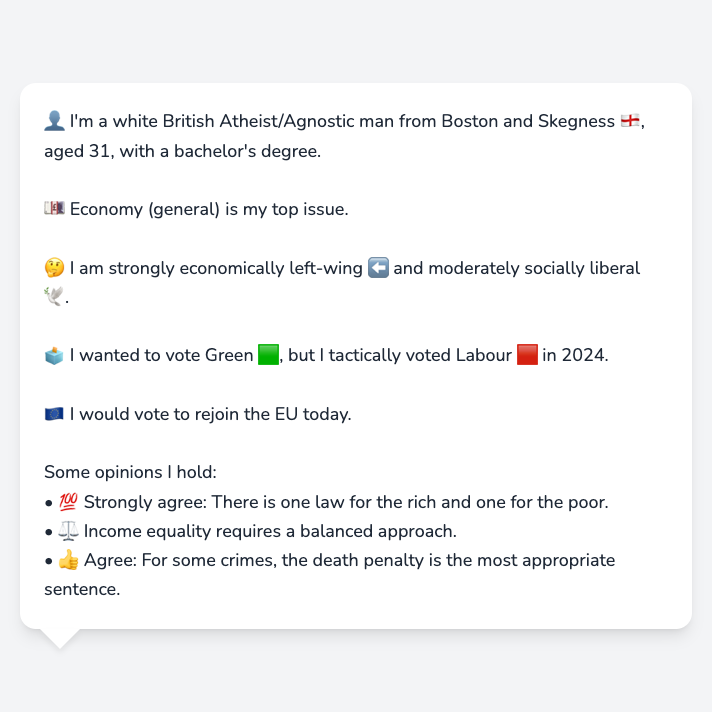 👤 I'm a white British Atheist/Agnostic man from Boston and Skegness 🏴󠁧󠁢󠁥󠁮󠁧󠁿,
aged 31, with a bachelor's degree.
💷 Economy (general) is my top issue.
🤔 I am strongly economically left-wing ⬅️ and moderately socially liberal
🕊️.
🗳️ I wanted to vote Green 🟩, but I tactically voted Labour 🟥 in 2024.
🇪🇺 I would vote to rejoin the EU today.
Some opinions I hold:
• 💯 Strongly agree: There is one law for the rich and one for the poor.
• ⚖️ Income equality requires a balanced approach.
• 👍 Agree: For some crimes, the death penalty is the most appropriate
sentence.